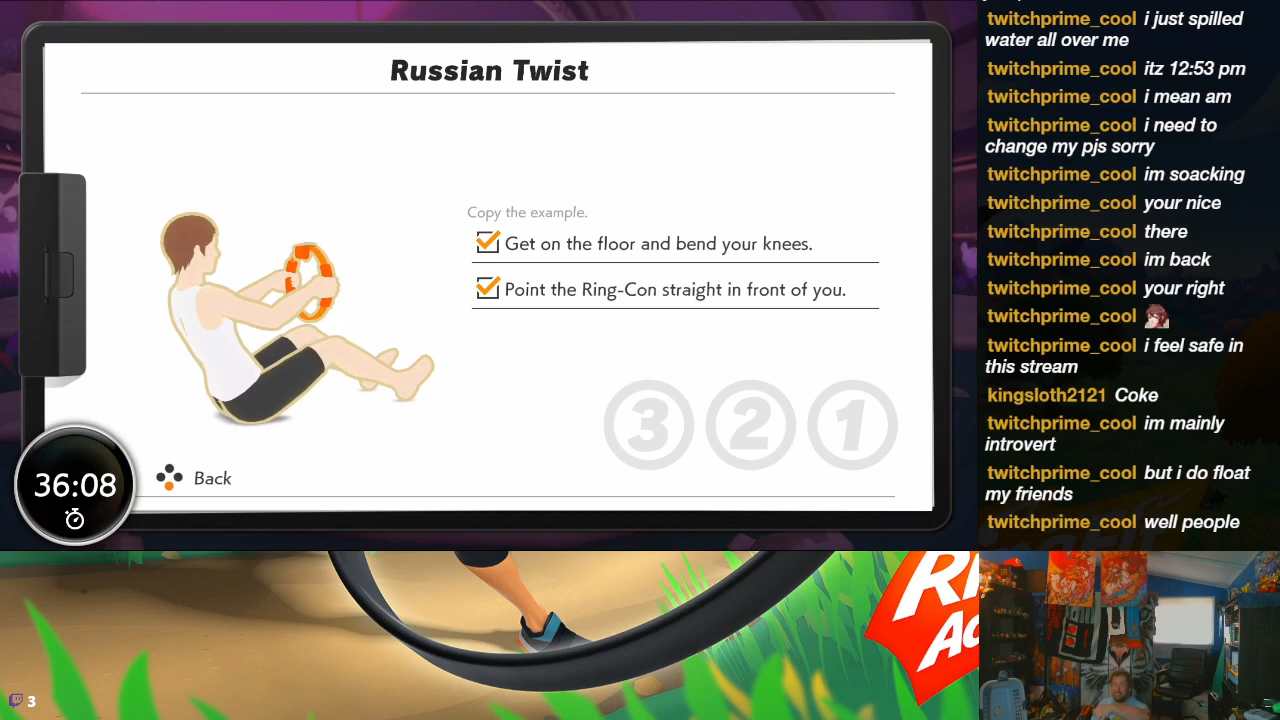 Russian Twist
Copy the example.
Get on the floor and bend your knees.
Point the Ring-Con straight in front of you.
3 2 1
36:08
Back
3
twitchprime_cool i just spilled
water all over me
twitchprime_cool itz 12:53 pm
twitchprime_cool i mean am
twitchprime_cool i need to
change my pjs sorry
twitchprime_cool im soacking
twitchprime_cool your nice
twitchprime_cool there
twitchprime_cool im back
twitchprime_cool your right
twitchprime_cool
twitchprime_cool i feel safe in
this stream
kingsloth2121 Coke
twitchprime_cool im mainly
introvert
twitchprime_cool but i do float
my friends
twitchprime_cool well people